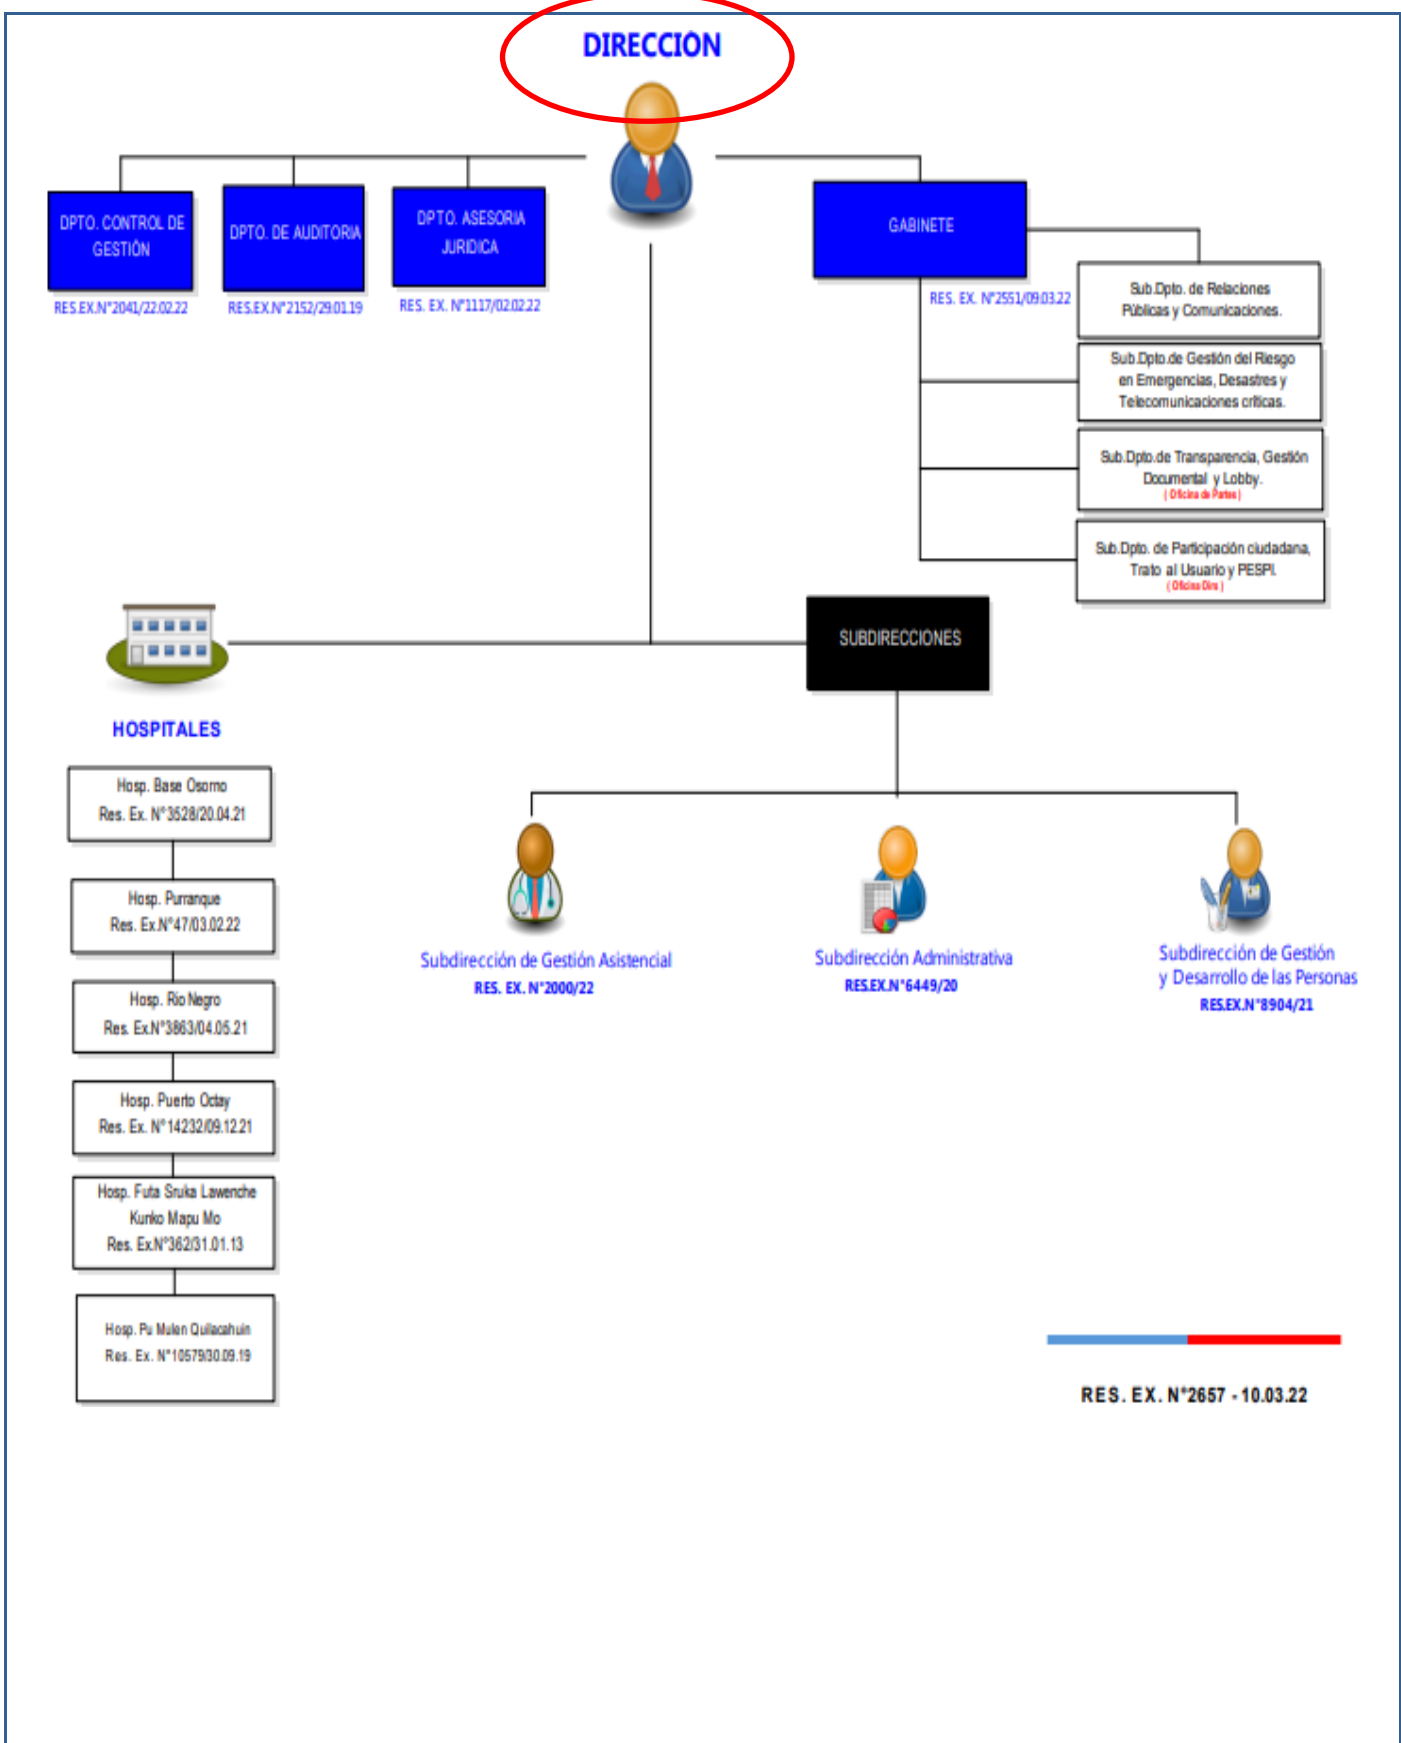 DIRECCIÓN
DPTO. CONTROL DE
GESTIÓN
RES.EX.N°2041/22.02.22
DPTO. DE AUDITORIA
RES.EX.N°2152/29.01.19
DPTO. ASESORIA
JURIDICA
RES. EX. N°1117/02.02.22
GABINETE
RES. EX. N°2551/09.03.22
Sub.Dpto. de Relaciones
Públicas y Comunicaciones.
Sub.Dpto.de Gestión del Riesgo
en Emergencias, Desastres y
Telecomunicaciones críticas.
Sub.Dpto.de Transparencia, Gestión
Documental y Lobby.
( Oficina de Partes )
Sub.Dpto. de Participación ciudadana,
Trato al Usuario y PESPI.
( Oficina Oirs )
SUBDIRECCIONES
HOSPITALES
Hosp. Base Osorno
Res. Ex. N°3528/20.04.21
Hosp. Purranque
Res. Ex.N°47/03.02.22
Hosp. Río Negro
Res. Ex.N°3863/04.05.21
Hosp. Puerto Octay
Res. Ex. N°14232/09.12.21
Hosp. Futa Sruka Lawenche
Kunko Mapu Mo
Res. Ex.N°362/31.01.13
Hosp. Pu Mulen Quilacahuin
Res. Ex. N°10579/30.09.19
Subdirección de Gestión Asistencial
RES. EX. N°2000/22
Subdirección Administrativa
RES.EX.N°6449/20
Subdirección de Gestión
y Desarrollo de las Personas
RES.EX.N°8904/21
RES. EX. N°2657 - 10.03.22